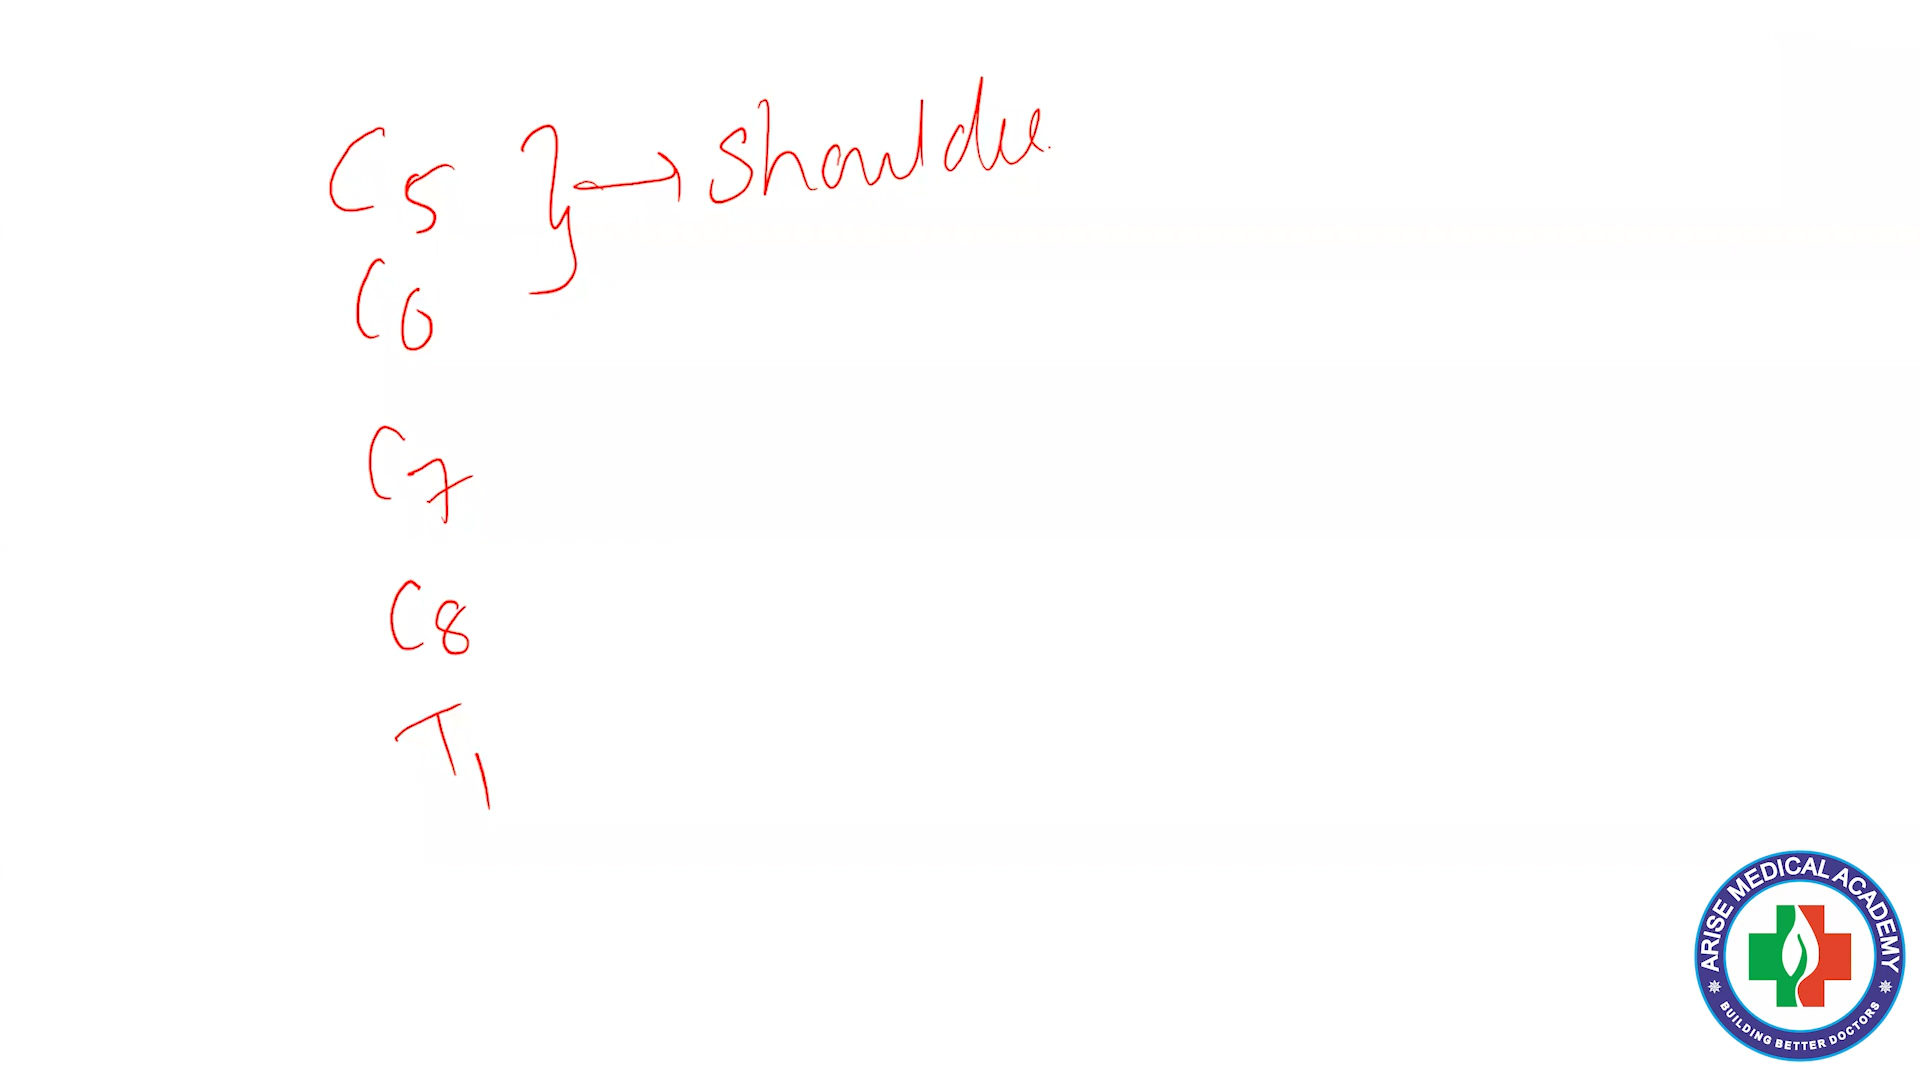 C5 } → Shoulder
C6
C7
C8
T1
ARISE MEDICAL ACADEMY
BUILDING BETTER DOCTORS